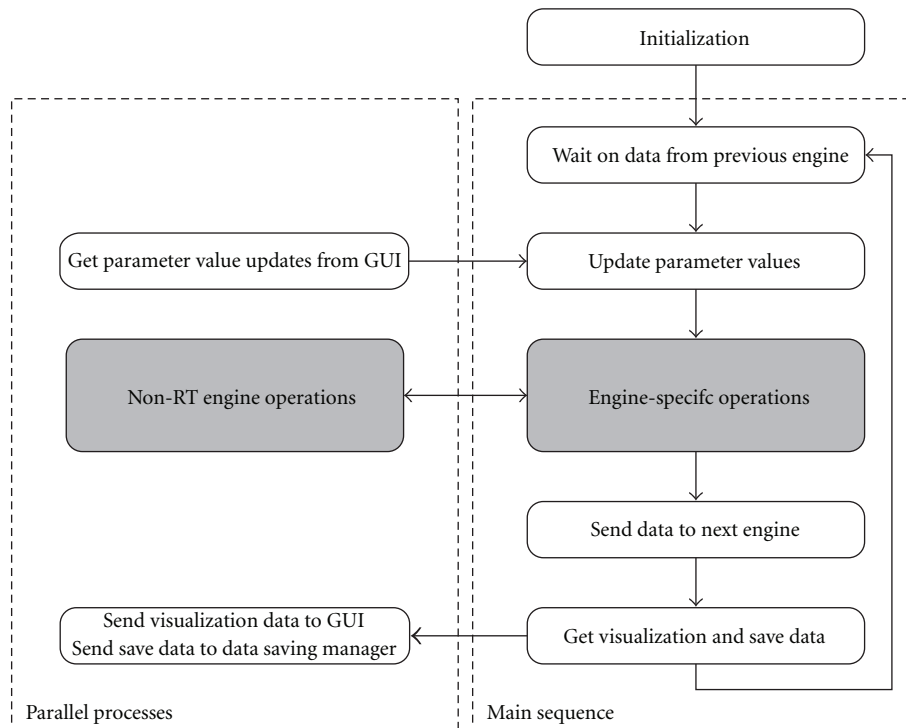 Initialization
Wait on data from previous engine
Get parameter value updates from GUI
Update parameter values
Non-RT engine operations
Engine-specifc operations
Send data to next engine
Send visualization data to GUI
Send save data to data saving manager
Get visualization and save data
Parallel processes
Main sequence